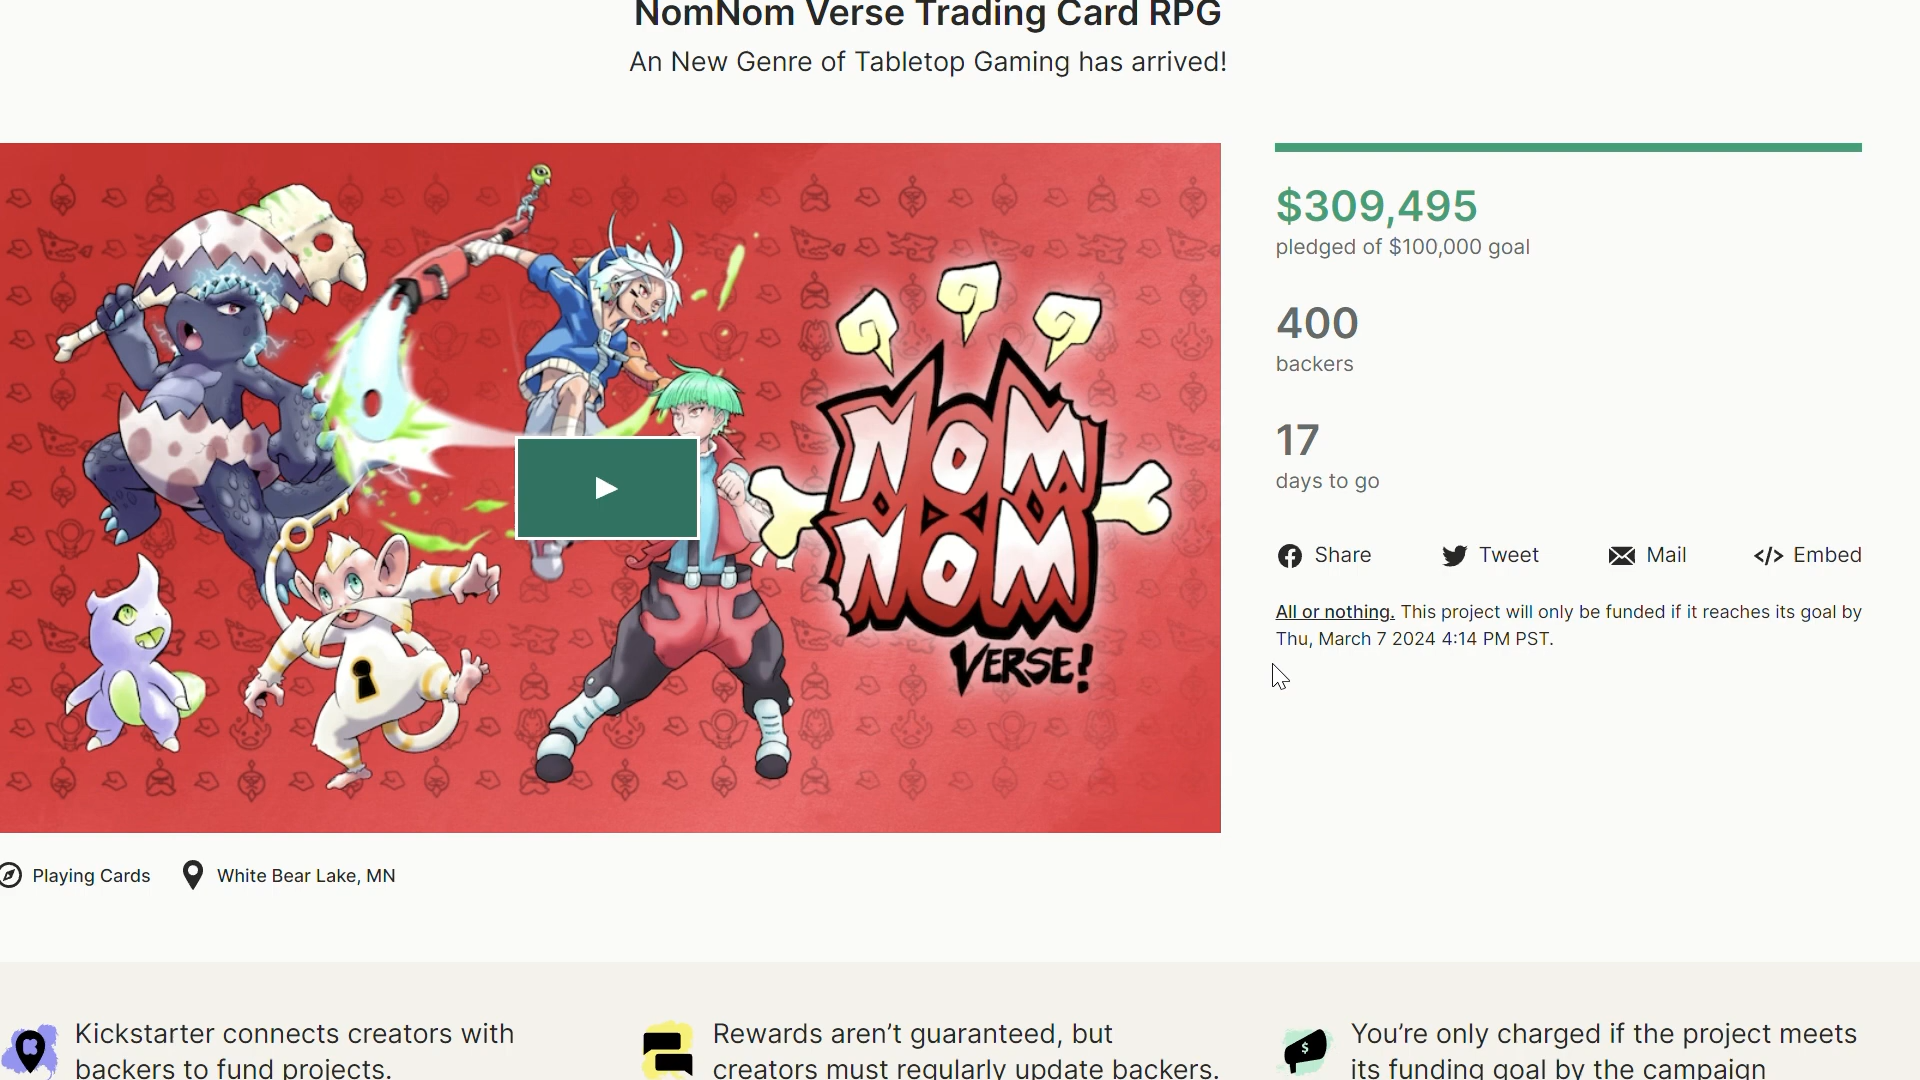 NomNom Verse Trading Card RPG
An New Genre of Tabletop Gaming has arrived!
NOM
NOM
VERSE!
$309,495
pledged of $100,000 goal
400
backers
17
days to go
Share
Tweet
Mail
Embed
All or nothing. This project will only be funded if it reaches its goal by
Thu, March 7 2024 4:14 PM PST.
Playing Cards
White Bear Lake, MN
Kickstarter connects creators with
backers to fund projects.
Rewards aren’t guaranteed, but
creators must regularly update backers.
You’re only charged if the project meets
its funding goal by the campaign